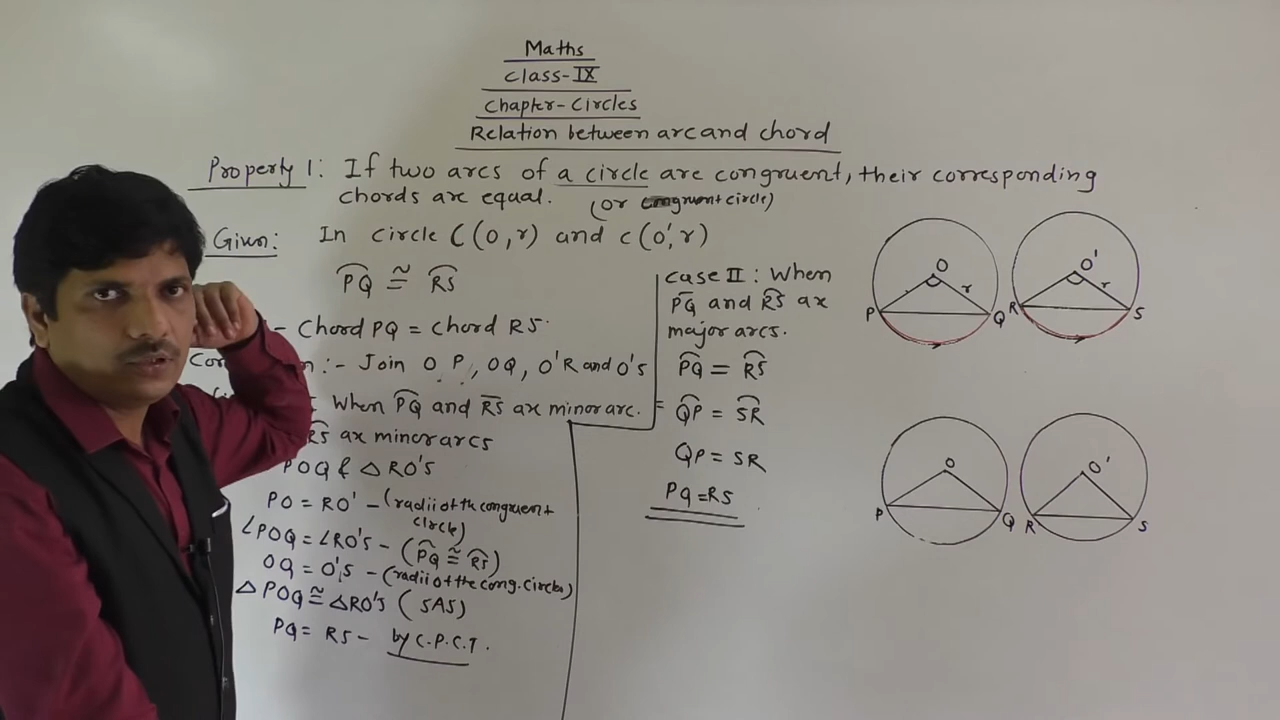 Maths
Class-IX
Chapter-Circles
Relation between arc and chord
Property 1: If two arcs of a circle are congruent, their corresponding
chords are equal. (or congruent circle)
Given: In circle C(O,r) and C(O',r)
PQ ≅ RS
- Chord PQ = Chord RS.
Con n:- Join OP, OQ, O'R and O'S
When PQ and RS are minor arc.
RS are minor arcs
POQ & △RO'S
PO = RO' - (radii of the congruent
circle)
∠POQ = ∠RO'S - (PQ ≅ RS)
OQ = O'S - (radii of the cong. circles)
△POQ ≅ △RO'S (SAS)
PQ = RS - by C.P.C.T.
Case II: When
PQ and RS are
major arcs.
PQ = RS
= QP = SR
QP = SR
PQ = RS
O r P Q
O' r R S
O P Q
O' R S